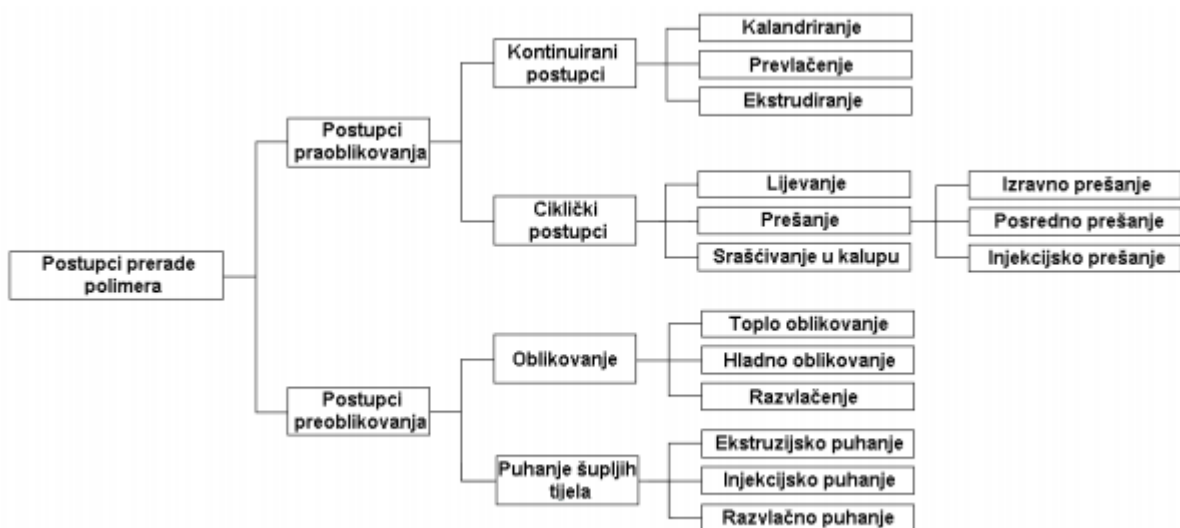 Kalandriranje
Kontinuirani
postupci
Prevlačenje
Ekstrudiranje
Postupci
praoblikovanja
Lijevanje
Izravno prešanje
Ciklički
postupci
Prešanje
Posredno prešanje
Srašćivanje u kalupu
Injekcijsko prešanje
Postupci prerade
polimera
Toplo oblikovanje
Oblikovanje
Hladno oblikovanje
Razvlačenje
Postupci
preoblikovanja
Ekstruzijsko puhanje
Puhanje šupljih
tijela
Injekcijsko puhanje
Razvlačno puhanje